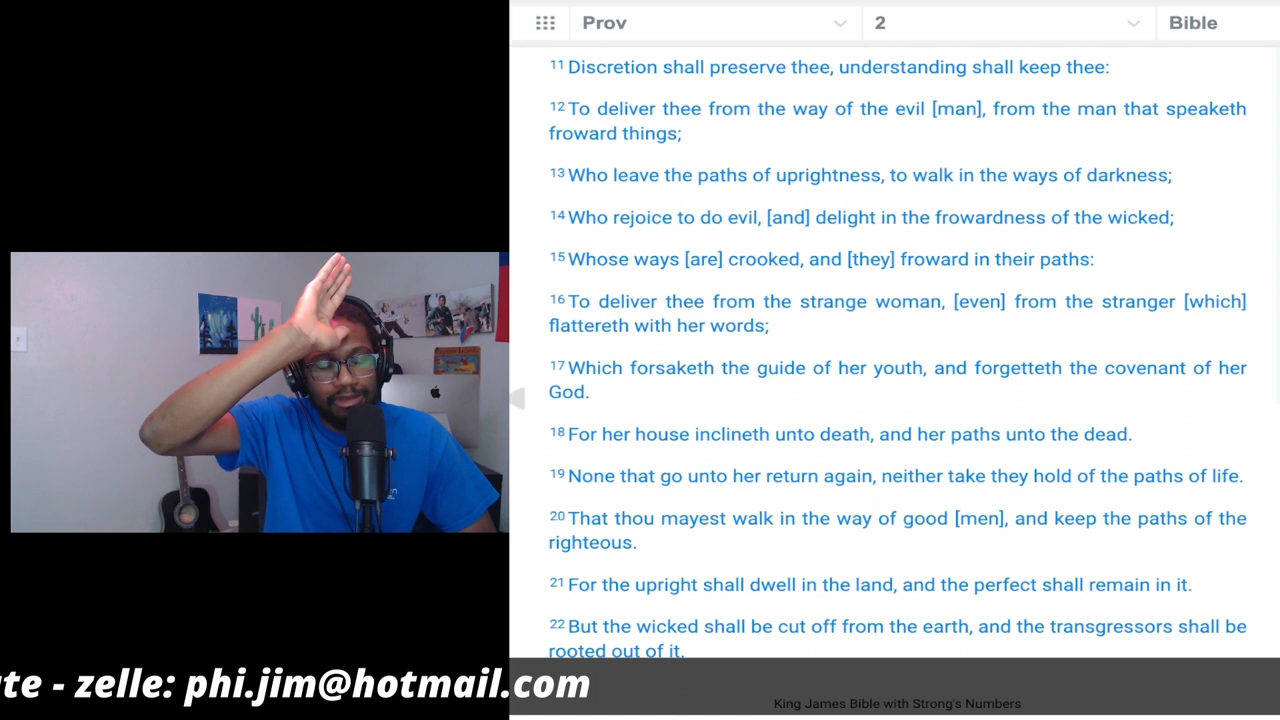 Prov 2 Bible
11 Discretion shall preserve thee, understanding shall keep thee:
12 To deliver thee from the way of the evil [man], from the man that speaketh
froward things;
13 Who leave the paths of uprightness, to walk in the ways of darkness;
14 Who rejoice to do evil, [and] delight in the frowardness of the wicked;
15 Whose ways [are] crooked, and [they] froward in their paths:
16 To deliver thee from the strange woman, [even] from the stranger [which]
flattereth with her words;
17 Which forsaketh the guide of her youth, and forgetteth the covenant of her
God.
18 For her house inclineth unto death, and her paths unto the dead.
19 None that go unto her return again, neither take they hold of the paths of life.
20 That thou mayest walk in the way of good [men], and keep the paths of the
righteous.
21 For the upright shall dwell in the land, and the perfect shall remain in it.
22 But the wicked shall be cut off from the earth, and the transgressors shall be
rooted out of it.
te - zelle: phi.jim@hotmail.com
King James Bible with Strong's Numbers